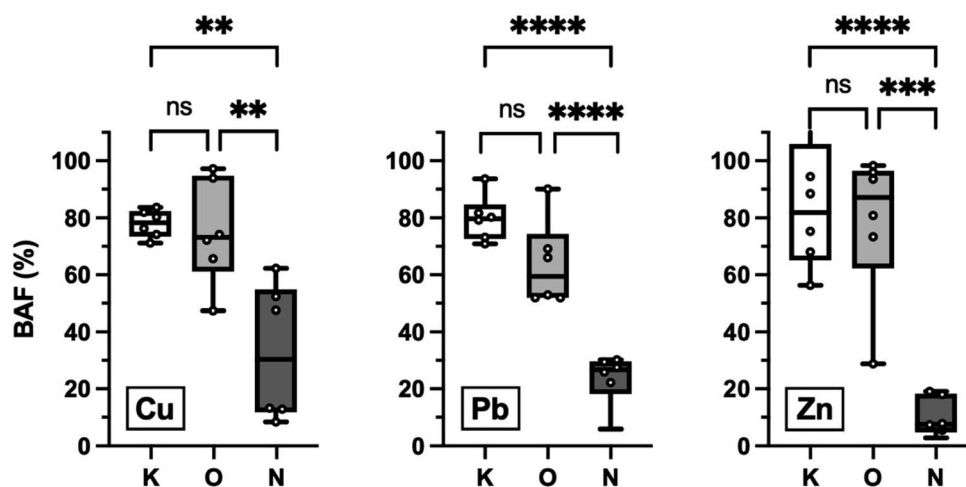 ** **** ****
ns ** ns **** ns ***
100 100 100
80 80 80
BAF (%)
60 60 60
40 40 40
20 20 20
Cu Pb Zn
0 0 0
K O N K O N K O N